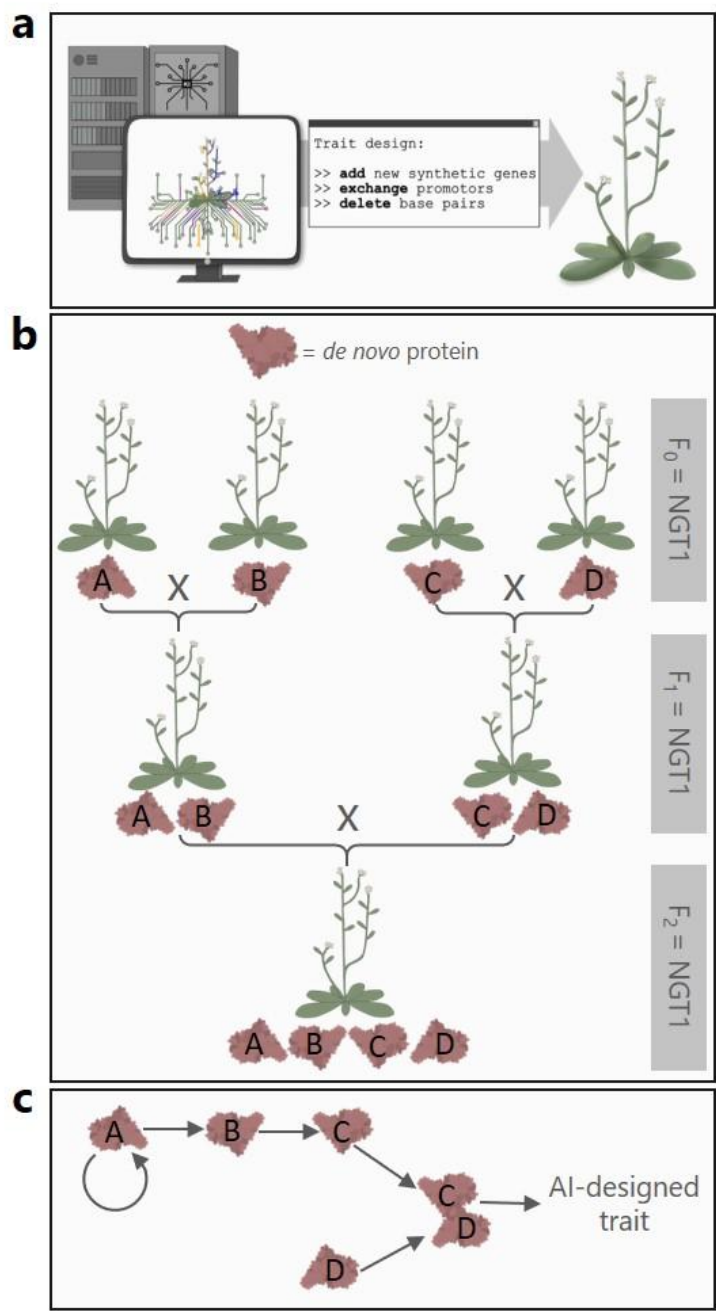 a
Trait design:
>> add new synthetic genes
>> exchange promotors
>> delete base pairs
b
= de novo protein
A
B
C
D
X
X
F₀ = NGT1
A B
C D
X
F₁ = NGT1
A B C D
F₂ = NGT1
c
A
B
C
C
D
D
AI-designed
trait